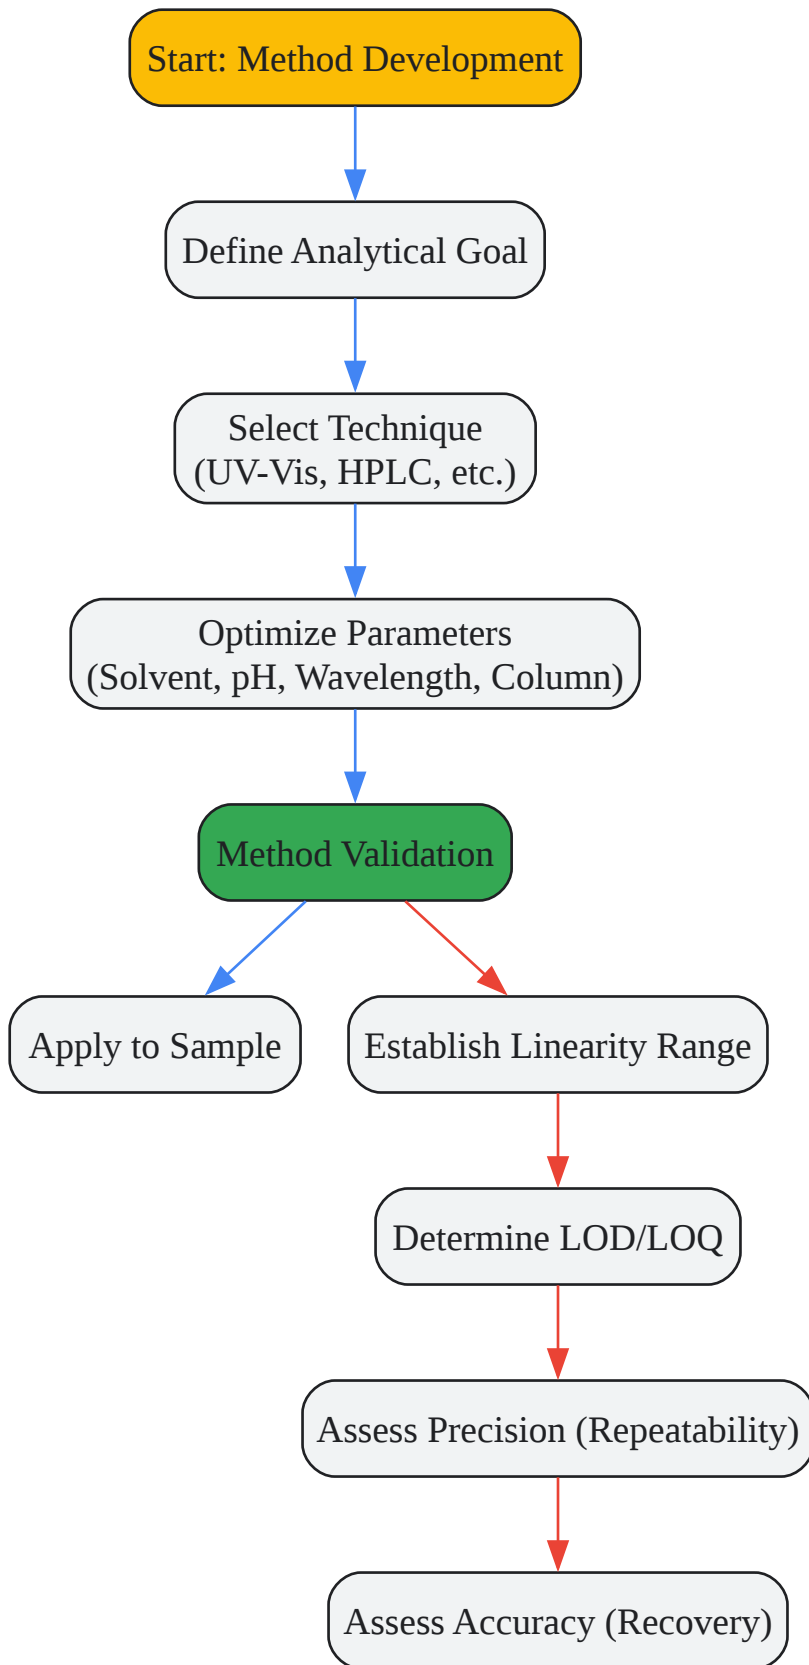 Start: Method Development
Define Analytical Goal
Select Technique
(UV-Vis, HPLC, etc.)
Optimize Parameters
(Solvent, pH, Wavelength, Column)
Method Validation
Apply to Sample
Establish Linearity Range
Determine LOD/LOQ
Assess Precision (Repeatability)
Assess Accuracy (Recovery)